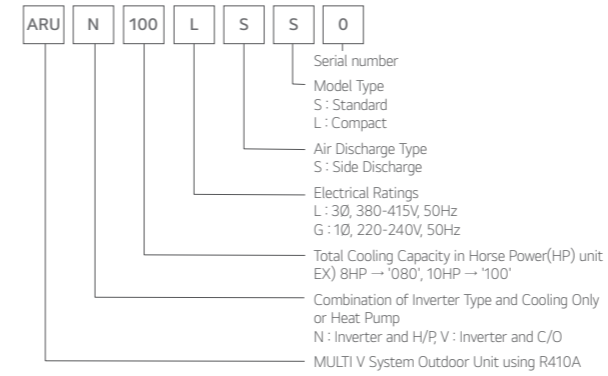 ARU N 100 L S S 0
Serial number
Model Type
S : Standard
L : Compact
Air Discharge Type
S : Side Discharge
Electrical Ratings
L : 3Ø, 380-415V, 50Hz
G : 1Ø, 220-240V, 50Hz
Total Cooling Capacity in Horse Power(HP) unit
EX) 8HP → '080', 10HP → '100'
Combination of Inverter Type and Cooling Only
or Heat Pump
N : Inverter and H/P, V : Inverter and C/O
MULTI V System Outdoor Unit using R410A